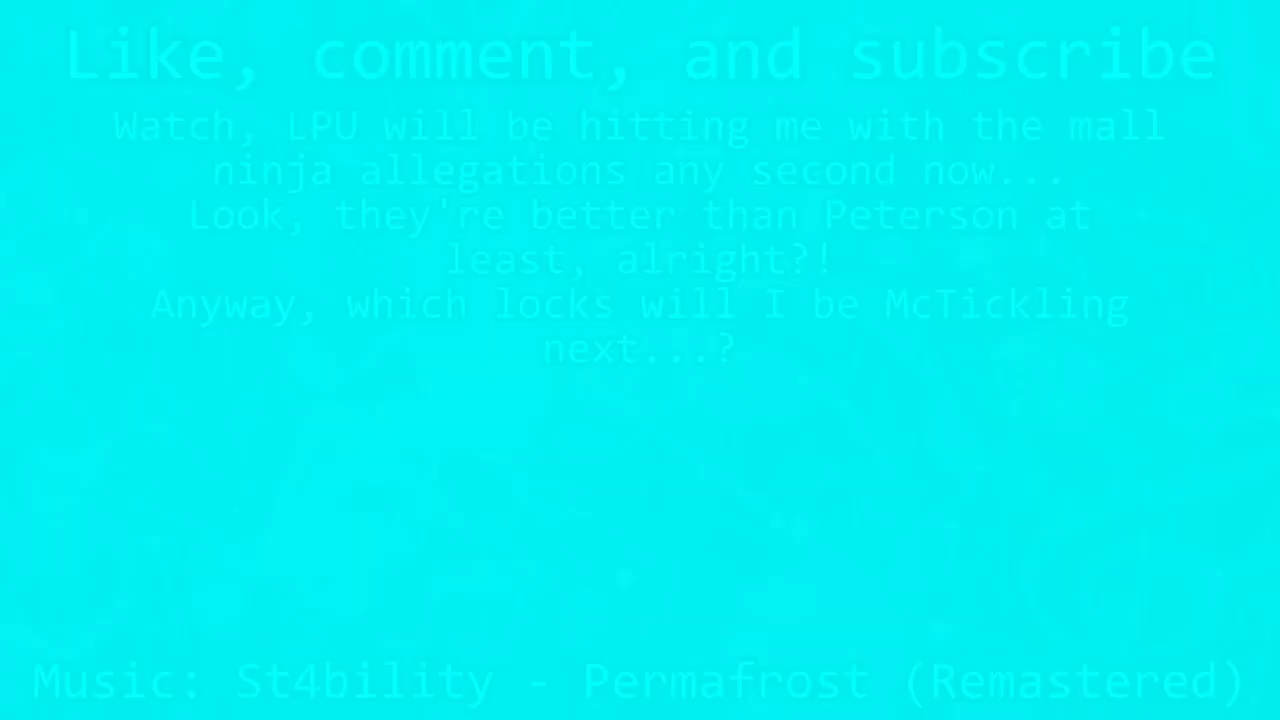 Like, comment, and subscribe
Watch, LPU will be hitting me with the mall
ninja allegations any second now...
Look, they're better than Peterson at
least, alright?!
Anyway, which locks will I be McTickling
next...?
Music: St4bility - Permafrost (Remastered)